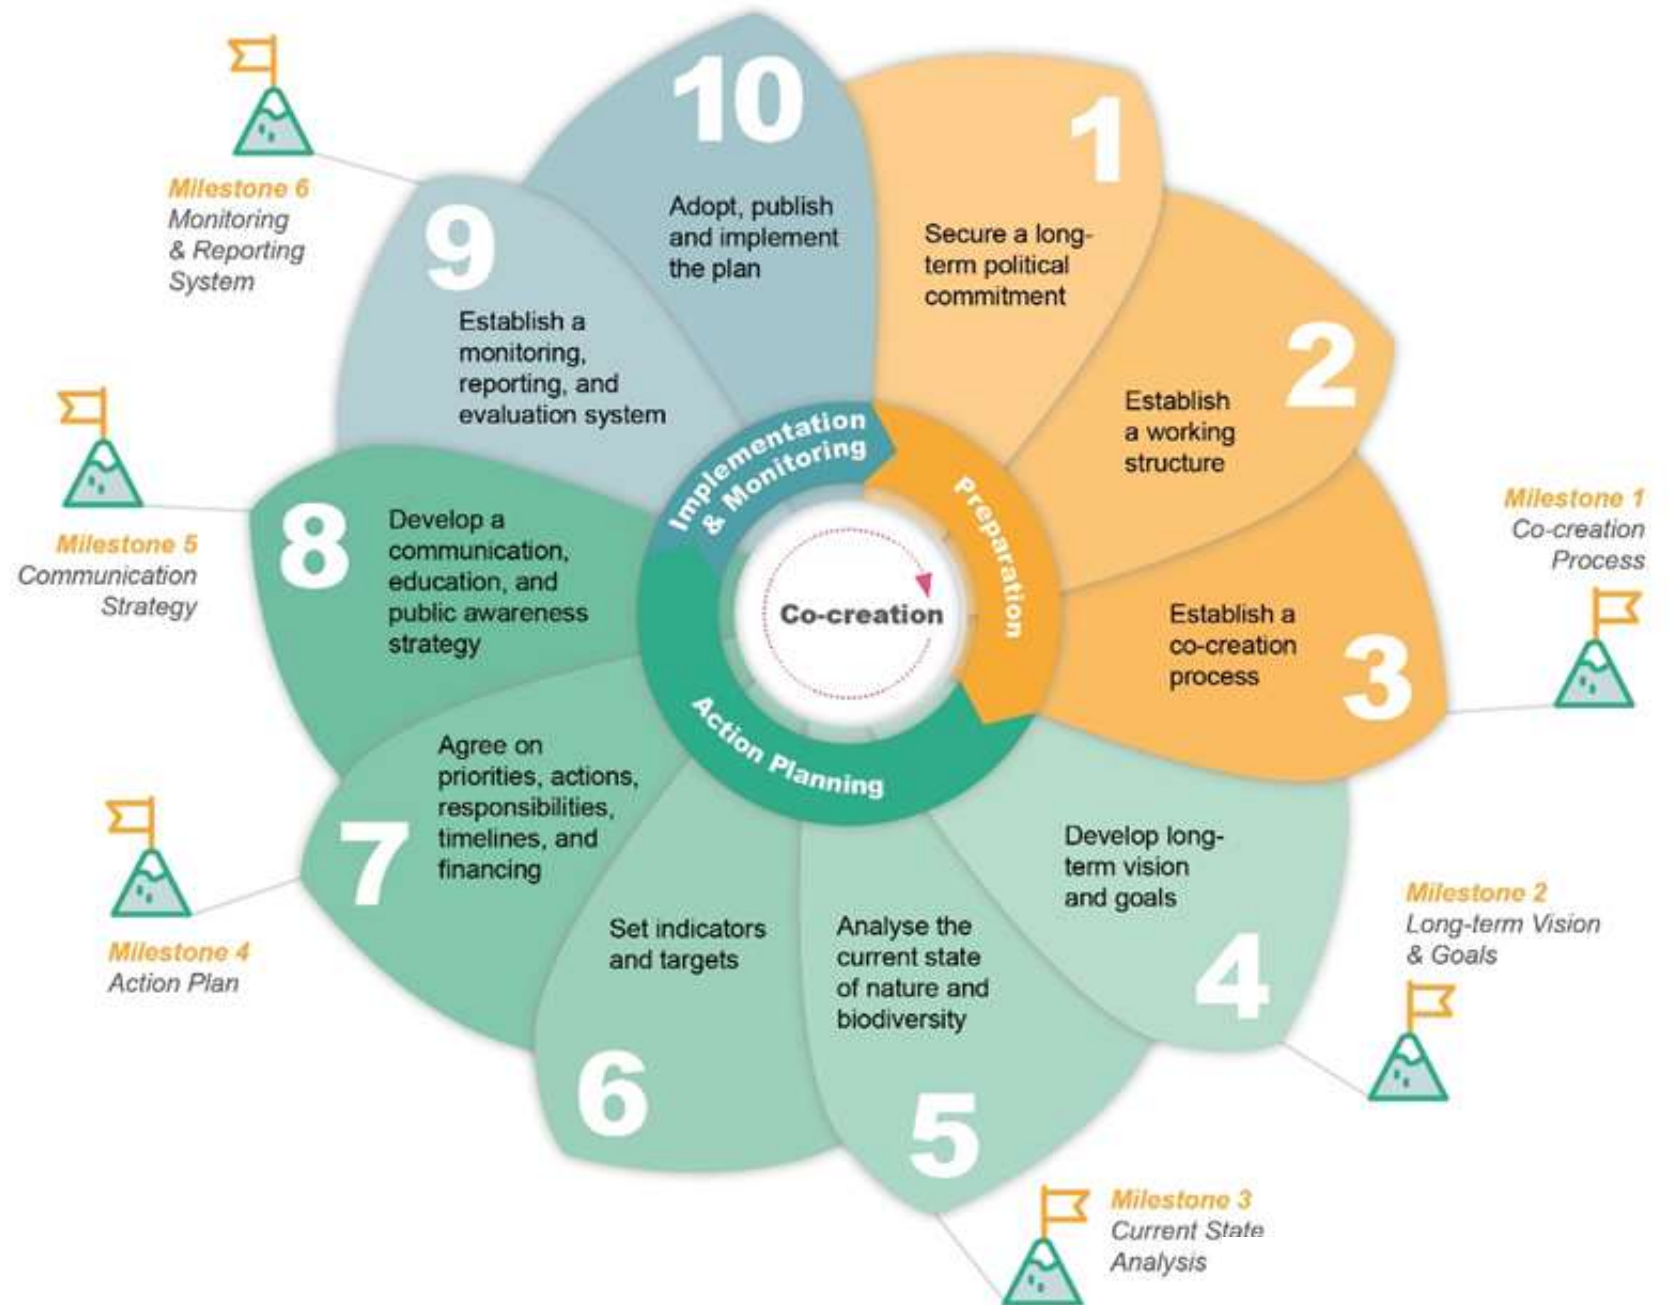 10
Adopt, publish
and implement
the plan
1
Secure a long-
term political
commitment
2
Establish
a working
structure
3
Establish a
co-creation
process
Milestone 1
Co-creation
Process
4
Develop long-
term vision
and goals
Milestone 2
Long-term Vision
& Goals
5
Analyse the
current state
of nature and
biodiversity
Milestone 3
Current State
Analysis
6
Set indicators
and targets
7
Agree on
priorities, actions,
responsibilities,
timelines, and
financing
Milestone 4
Action Plan
8
Develop a
communication,
education, and
public awareness
strategy
Milestone 5
Communication
Strategy
9
Establish a
monitoring,
reporting, and
evaluation system
Milestone 6
Monitoring
& Reporting
System
Implementation
& Monitoring
Preparation
Action Planning
Co-creation